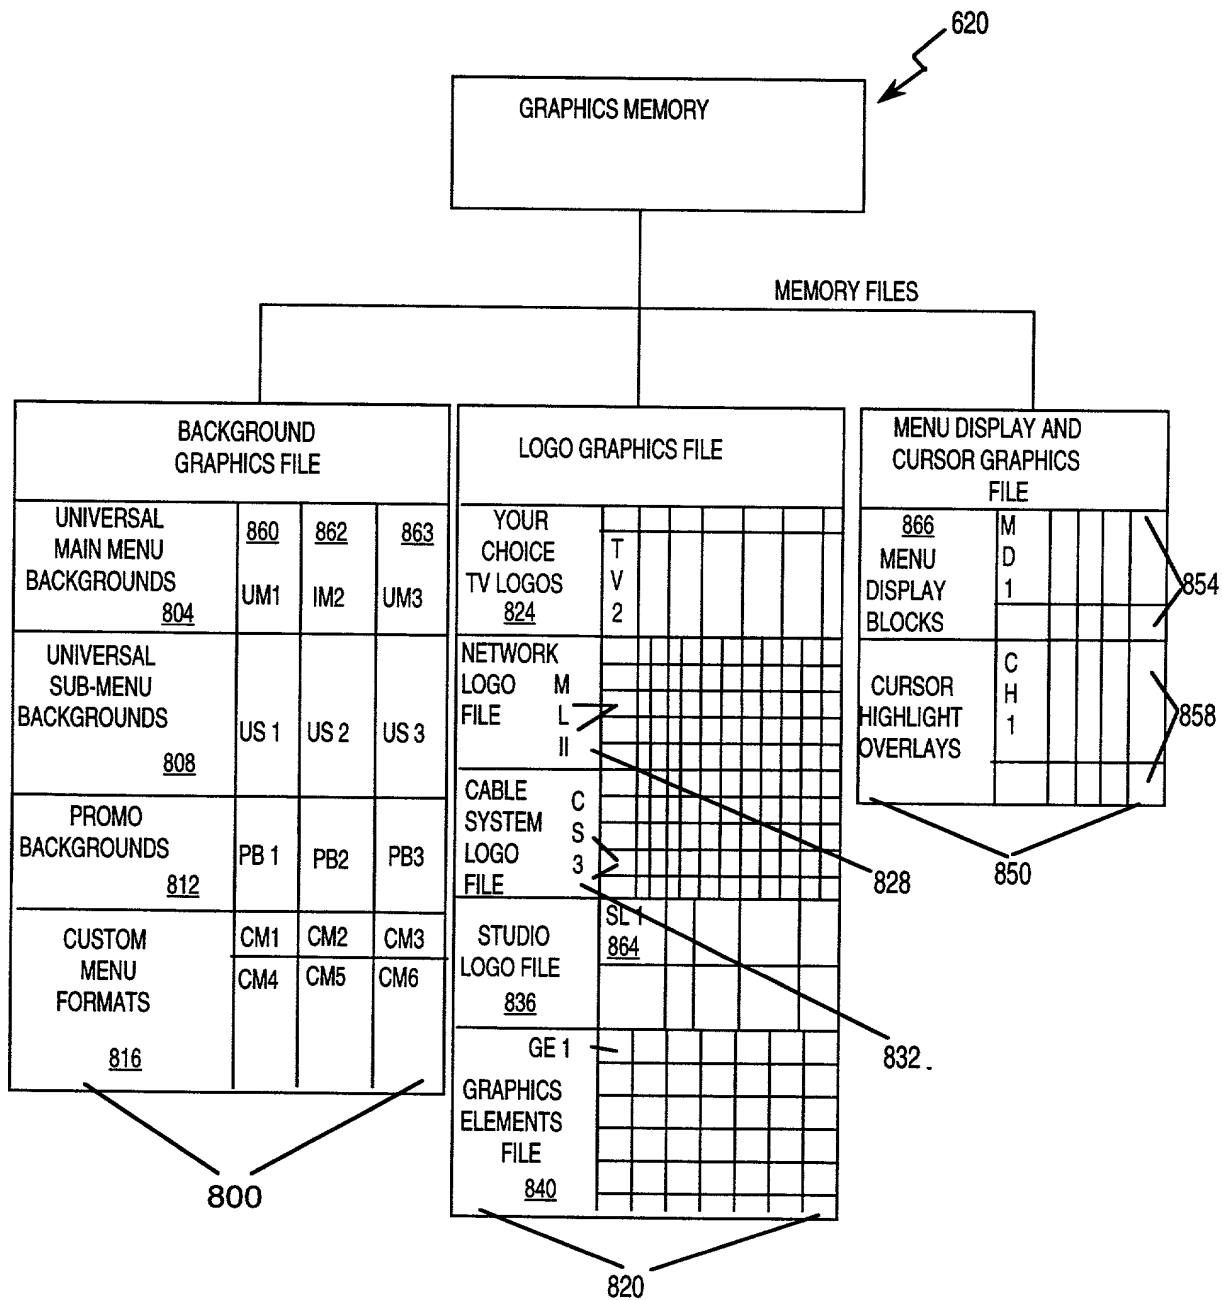 620
GRAPHICS MEMORY
MEMORY FILES
BACKGROUND
GRAPHICS FILE
UNIVERSAL
MAIN MENU
BACKGROUNDS
804
860
862
863
UM1
IM2
UM3
UNIVERSAL
SUB-MENU
BACKGROUNDS
808
US 1
US 2
US 3
PROMO
BACKGROUNDS
812
PB 1
PB2
PB3
CUSTOM
MENU
FORMATS
816
CM1
CM2
CM3
CM4
CM5
CM6
800
LOGO GRAPHICS FILE
YOUR
CHOICE
TV LOGOS
824
T
V
2
NETWORK
LOGO
FILE
M
L
II
CABLE
SYSTEM
LOGO
FILE
C
S
3
STUDIO
LOGO FILE
836
SL 1
864
GE 1
GRAPHICS
ELEMENTS
FILE
840
820
MENU DISPLAY AND
CURSOR GRAPHICS
FILE
866
MENU
DISPLAY
BLOCKS
M
D
1
854
CURSOR
HIGHLIGHT
OVERLAYS
C
H
1
858
850
828
832.